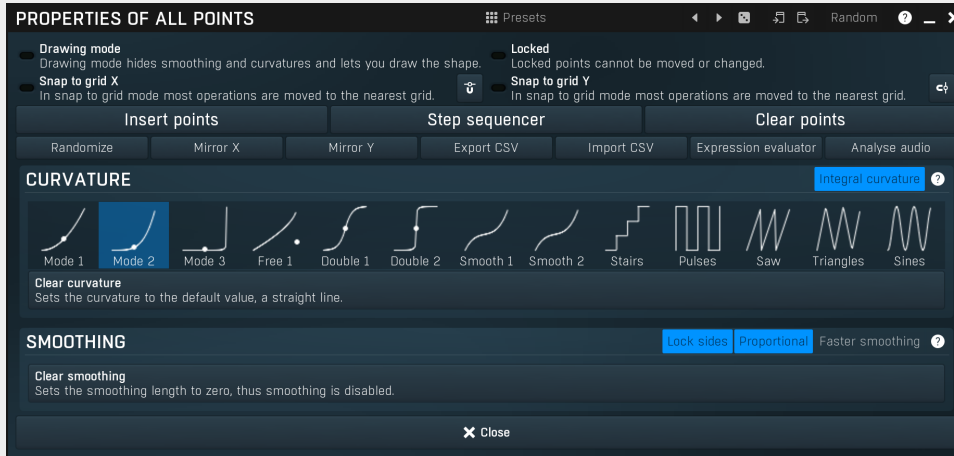 PROPERTIES OF ALL POINTS Presets Random ?
Drawing mode
Drawing mode hides smoothing and curvatures and lets you draw the shape.
Locked
Locked points cannot be moved or changed.
Snap to grid X
In snap to grid mode most operations are moved to the nearest grid.
Snap to grid Y
In snap to grid mode most operations are moved to the nearest grid.
Insert points Step sequencer Clear points
Randomize Mirror X Mirror Y Export CSV Import CSV Expression evaluator Analyse audio
CURVATURE Integral curvature ?
Mode 1 Mode 2 Mode 3 Free 1 Double 1 Double 2 Smooth 1 Smooth 2 Stairs Pulses Saw Triangles Sines
Clear curvature
Sets the curvature to the default value, a straight line.
SMOOTHING Lock sides Proportional Faster smoothing ?
Clear smoothing
Sets the smoothing length to zero, thus smoothing is disabled.
Close